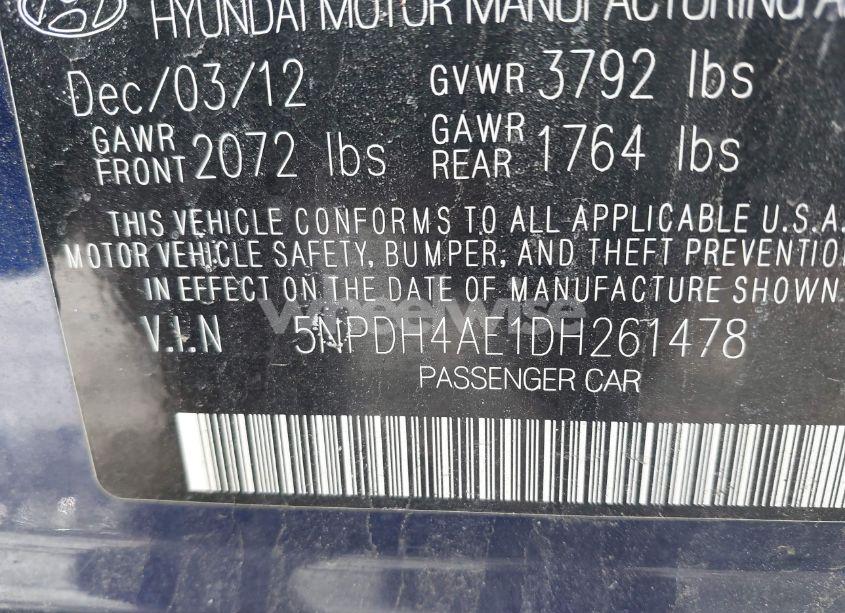 HYUNDAI MOTOR MANUFACTURING
Dec/03/12 GVWR 3792 lbs
GAWR FRONT 2072 lbs GAWR REAR 1764 lbs
THIS VEHICLE CONFORMS TO ALL APPLICABLE U.S.A.
MOTOR VEHICLE SAFETY, BUMPER, AND THEFT PREVENTION
IN EFFECT ON THE DATE OF MANUFACTURE SHOWN
V.I.N 5NPDH4AE1DH261478
PASSENGER CAR